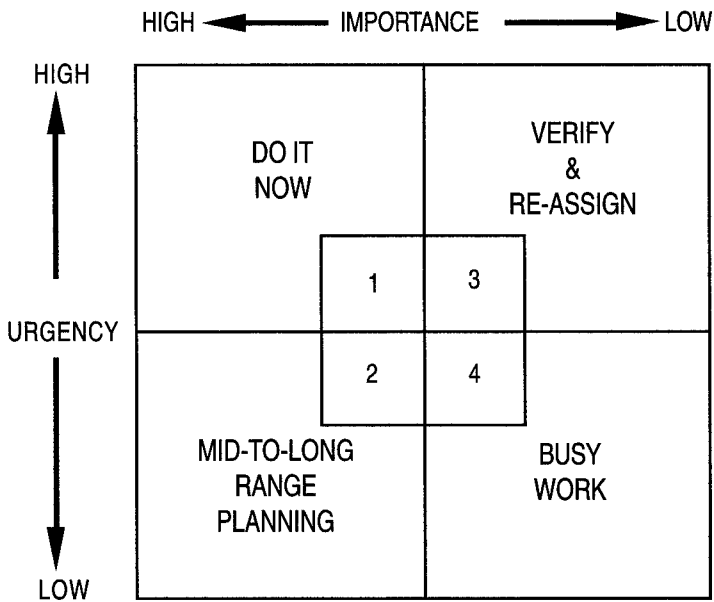 HIGH IMPORTANCE LOW
HIGH
DO IT
NOW
VERIFY
&
RE-ASSIGN
1 3
URGENCY
2 4
MID-TO-LONG
RANGE
PLANNING
BUSY
WORK
LOW